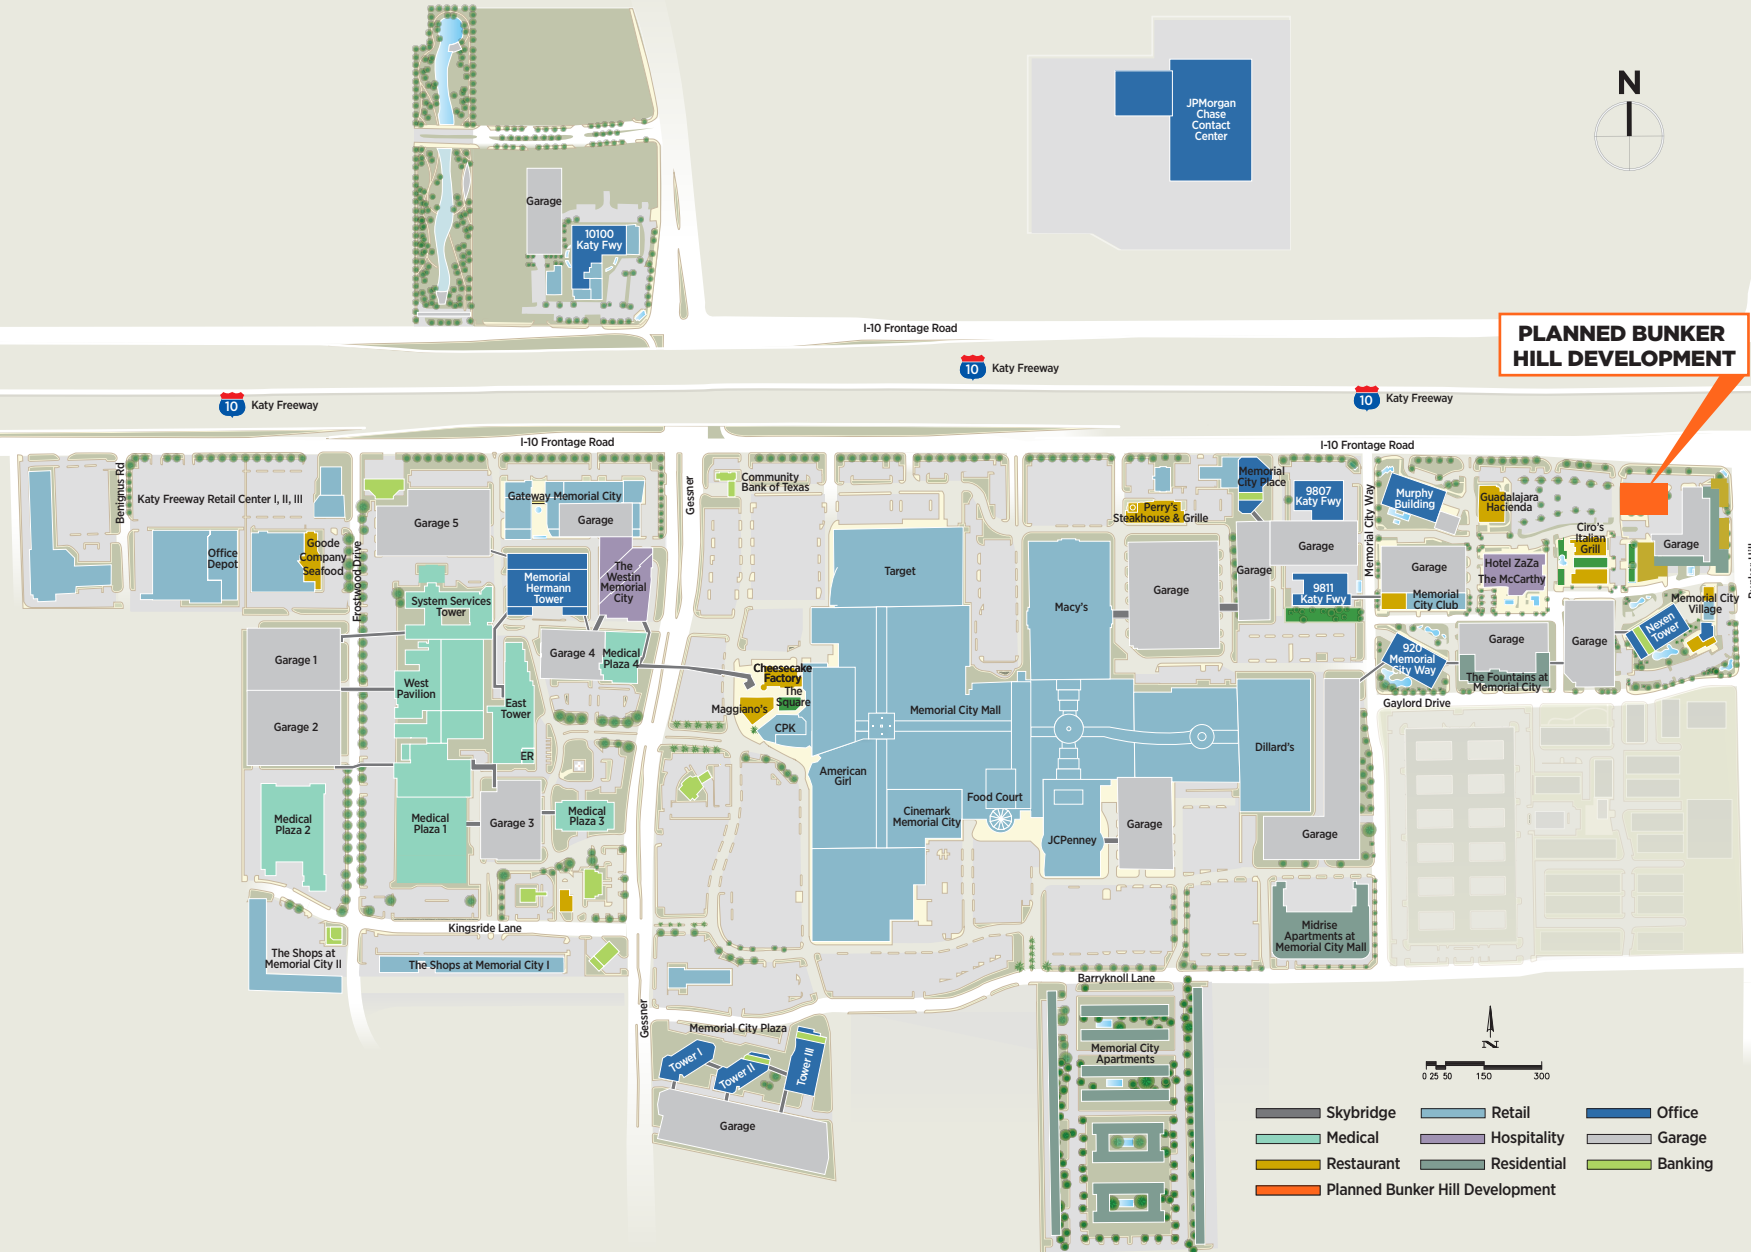 JPMorgan
Chase
Contact
Center
N
Garage
10100
Katy Fwy
I-10 Frontage Road
PLANNED BUNKER
HILL DEVELOPMENT
10 Katy Freeway
10 Katy Freeway
10 Katy Freeway
I-10 Frontage Road
I-10 Frontage Road
Benignus Rd
Katy Freeway Retail Center I, II, III
Office
Depot
Goode
Company
Seafood
Frostwood Drive
Garage 5
Gateway Memorial City
Garage
Gessner
Community
Bank of Texas
Perry's
Steakhouse & Grille
Memorial
City Place
9807
Katy Fwy
Memorial City Way
Murphy
Building
Guadalajara
Hacienda
Ciro's
Italian
Grill
Garage
System Services
Tower
Memorial
Hermann
Tower
The
Westin
Memorial
City
Target
Macy's
Garage
Garage
Garage
9811
Katy Fwy
Garage
Hotel ZaZa
The McCarthy
Memorial
City Club
Memorial City
Village
Nexen
Tower
Garage 1
Garage 2
West
Pavilion
East
Tower
ER
Garage 4
Medical
Plaza 4
Cheesecake
Factory
The
Square
Maggiano's
CPK
Memorial City Mall
920
Memorial
City Way
Garage
The Fountains at
Memorial City
Garage
Gaylord Drive
Dillard's
American
Girl
Food Court
Cinemark
Memorial City
JCPenney
Garage
Garage
Medical
Plaza 2
Medical
Plaza 1
Garage 3
Medical
Plaza 3
Kingsride Lane
The Shops at
Memorial City II
The Shops at Memorial City I
Midrise
Apartments at
Memorial City Mall
Barryknoll Lane
Gessner
Memorial City Plaza
Tower I
Tower II
Tower III
Garage
Memorial City
Apartments
N
0 25 50 150 300
Skybridge
Retail
Office
Medical
Hospitality
Garage
Restaurant
Residential
Banking
Planned Bunker Hill Development